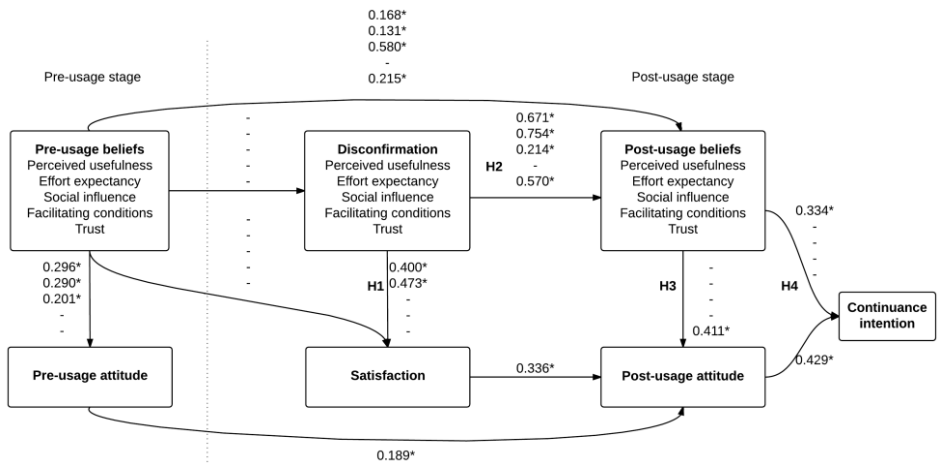 0.168*
0.131*
0.580*
-
0.215*
Pre-usage stage
Post-usage stage
Pre-usage beliefs
Perceived usefulness
Effort expectancy
Social influence
Facilitating conditions
Trust
-
-
-
-
-
Disconfirmation
Perceived usefulness
Effort expectancy
Social influence
Facilitating conditions
Trust
H2
0.671*
0.754*
0.214*
-
0.570*
Post-usage beliefs
Perceived usefulness
Effort expectancy
Social influence
Facilitating conditions
Trust
0.296*
0.290*
0.201*
-
-
-
-
-
-
-
H1
0.400*
0.473*
-
-
-
H3
-
-
-
-
0.411*
H4
0.334*
-
-
-
-
Continuance
intention
Pre-usage attitude
Satisfaction
0.336*
Post-usage attitude
0.429*
0.189*